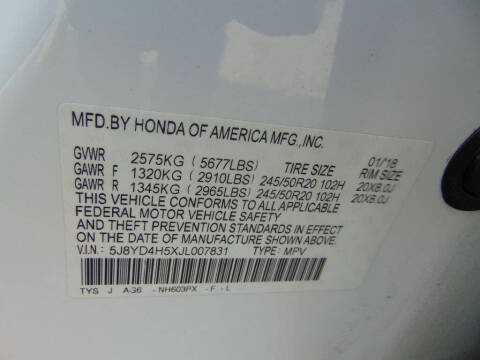 MFD.BY HONDA OF AMERICA MFG.,INC.
GVWR 2575KG (5677LBS) TIRE SIZE 01/18 RIM SIZE
GAWR F 1320KG (2910LBS) 245/50R20 102H 20X8.0J
GAWR R 1345KG (2965LBS) 245/50R20 102H 20X8.0J
THIS VEHICLE CONFORMS TO ALL APPLICABLE
FEDERAL MOTOR VEHICLE SAFETY
AND THEFT PREVENTION STANDARDS IN EFFECT
ON THE DATE OF MANUFACTURE SHOWN ABOVE.
V.I.N.: 5J8YD4H5XJL007831 TYPE: MPV
TYS J A-36 -NH603PX -F -L